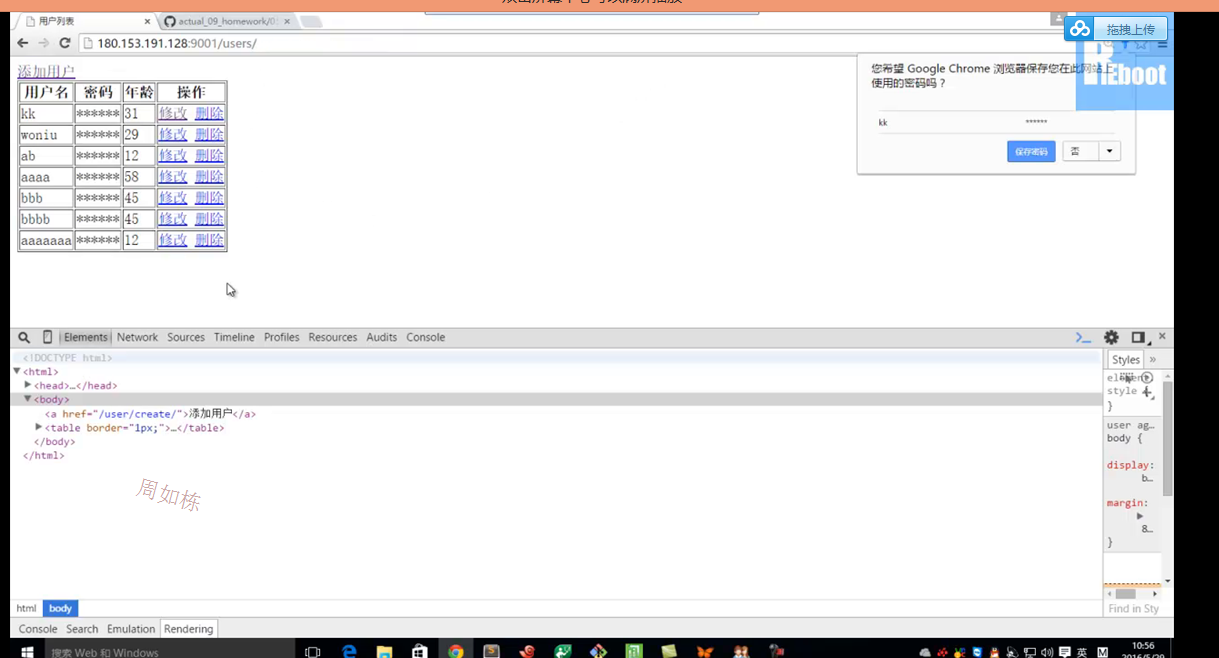 用户列表 × actual_09_homework/0 ×
180.153.191.128:9001/users/
拖拽上传
Reboot
您希望 Google Chrome 浏览器保存您在此网站上
使用的密码吗？
kk ******
保存密码 否
添加用户
用户名 密码 年龄 操作
kk ****** 31 修改 删除
woniu ****** 29 修改 删除
ab ****** 12 修改 删除
aaaa ****** 58 修改 删除
bbb ****** 45 修改 删除
bbbb ****** 45 修改 删除
aaaaaaa ****** 12 修改 删除
Elements Network Sources Timeline Profiles Resources Audits Console
<!DOCTYPE html>
<html>
<head>…</head>
<body>
<a href="/user/create/">添加用户</a>
<table border="1px;">…</table>
</body>
</html>
周如栋
Styles »
style
}
user ag…
body {
display:
b…
margin:
8…
}
html body
Find in Sty
Console Search Emulation Rendering
搜索 Web 和 Windows
英 M 10:56